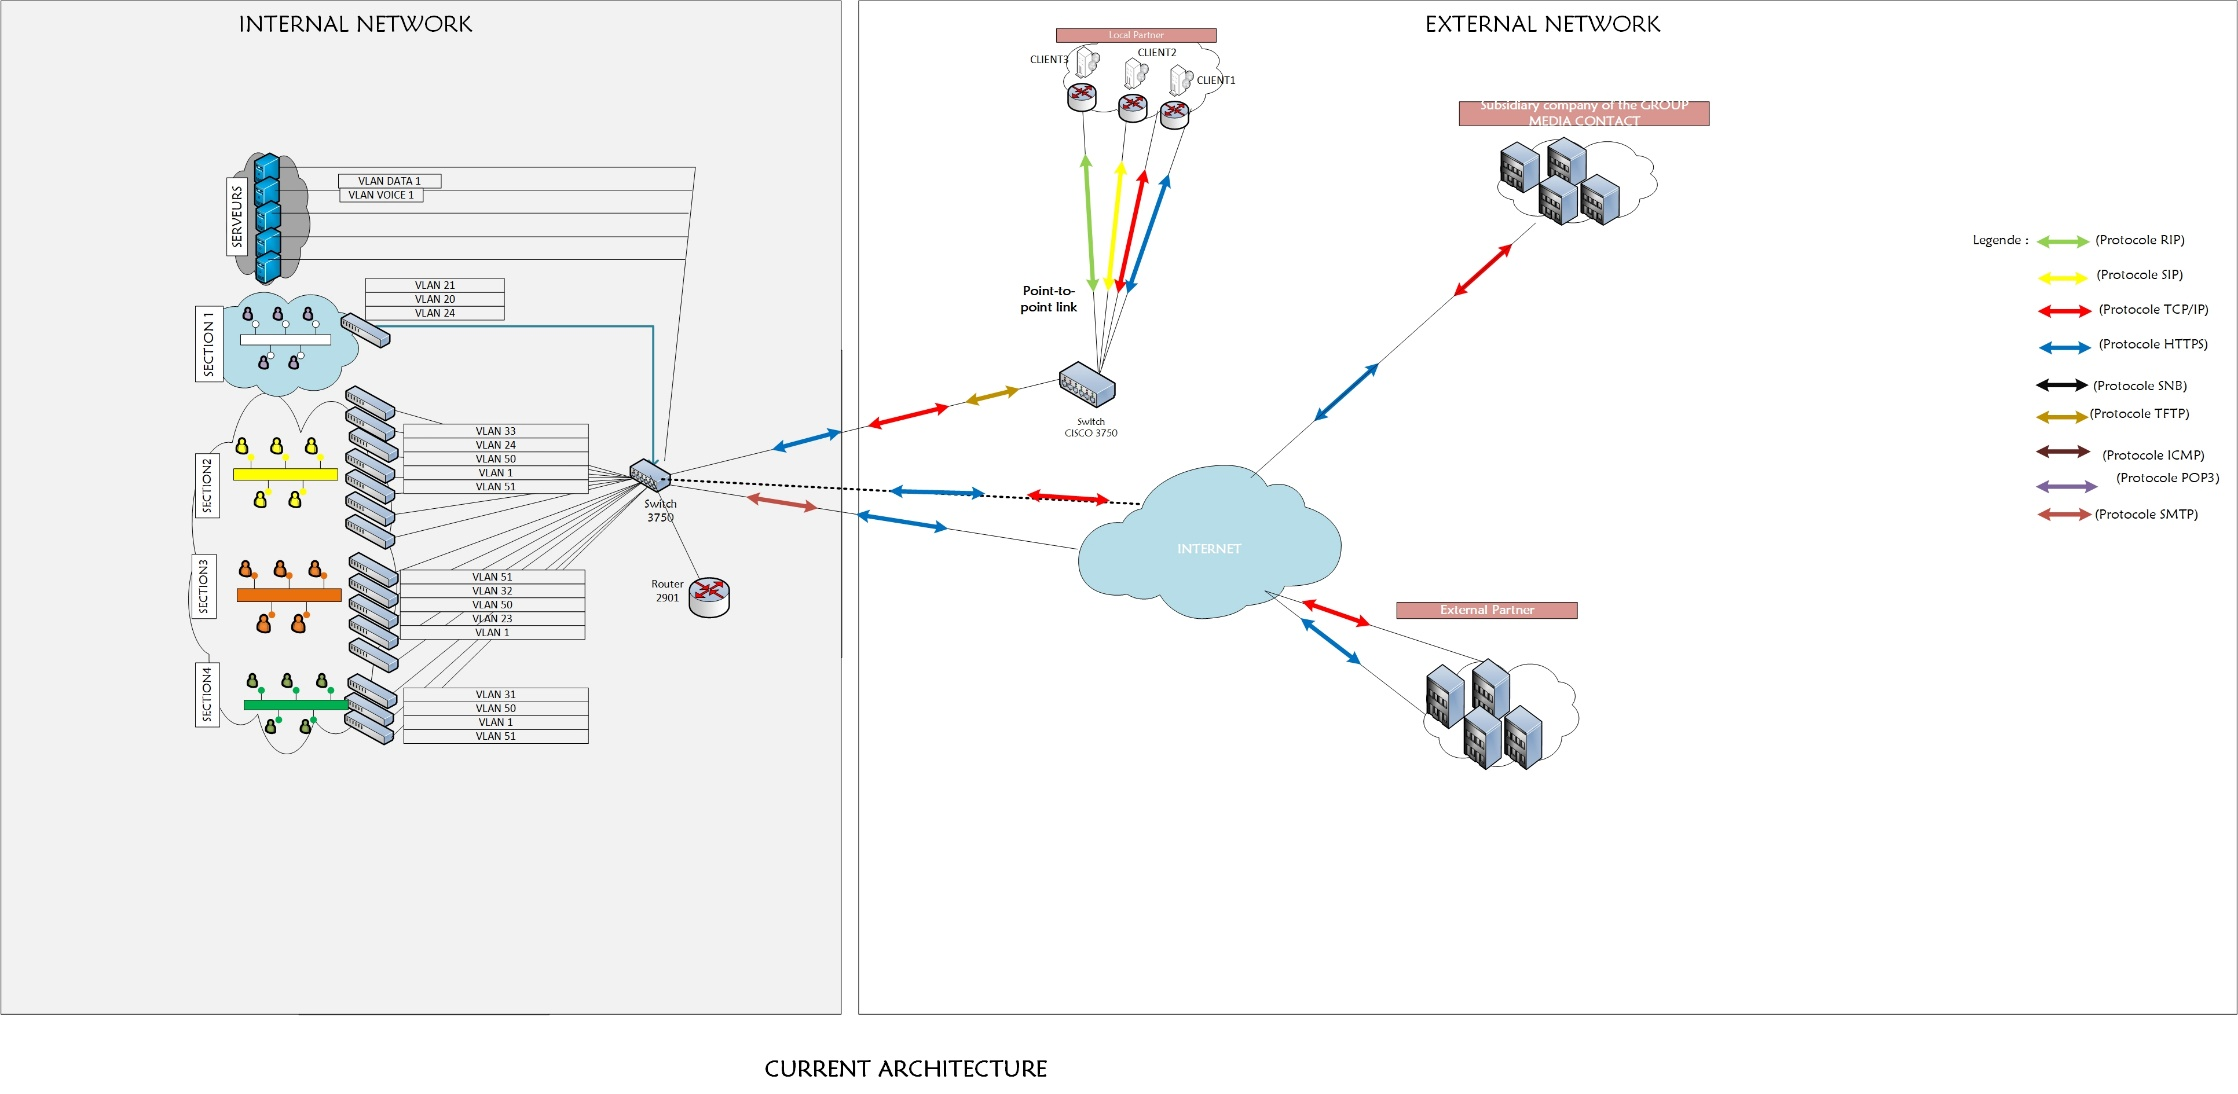 INTERNAL NETWORK
SERVEURS
VLAN DATA 1
VLAN VOICE 1
SECTION 1
VLAN 21
VLAN 20
VLAN 24
SECTION2
VLAN 33
VLAN 24
VLAN 50
VLAN 1
VLAN 51
Switch
3750
SECTION3
VLAN 51
VLAN 32
VLAN 50
VLAN 23
VLAN 1
Router
2901
SECTION4
VLAN 31
VLAN 50
VLAN 1
VLAN 51
EXTERNAL NETWORK
Local Partner
CLIENT3
CLIENT2
CLIENT1
Point-to-
point link
Switch
CISCO 3750
Subsidiary company of the GROUP
MEDIA CONTACT
INTERNET
External Partner
Legende :
(Protocole RIP)
(Protocole SIP)
(Protocole TCP/IP)
(Protocole HTTPS)
(Protocole SNB)
(Protocole TFTP)
(Protocole ICMP)
(Protocole POP3)
(Protocole SMTP)
CURRENT ARCHITECTURE